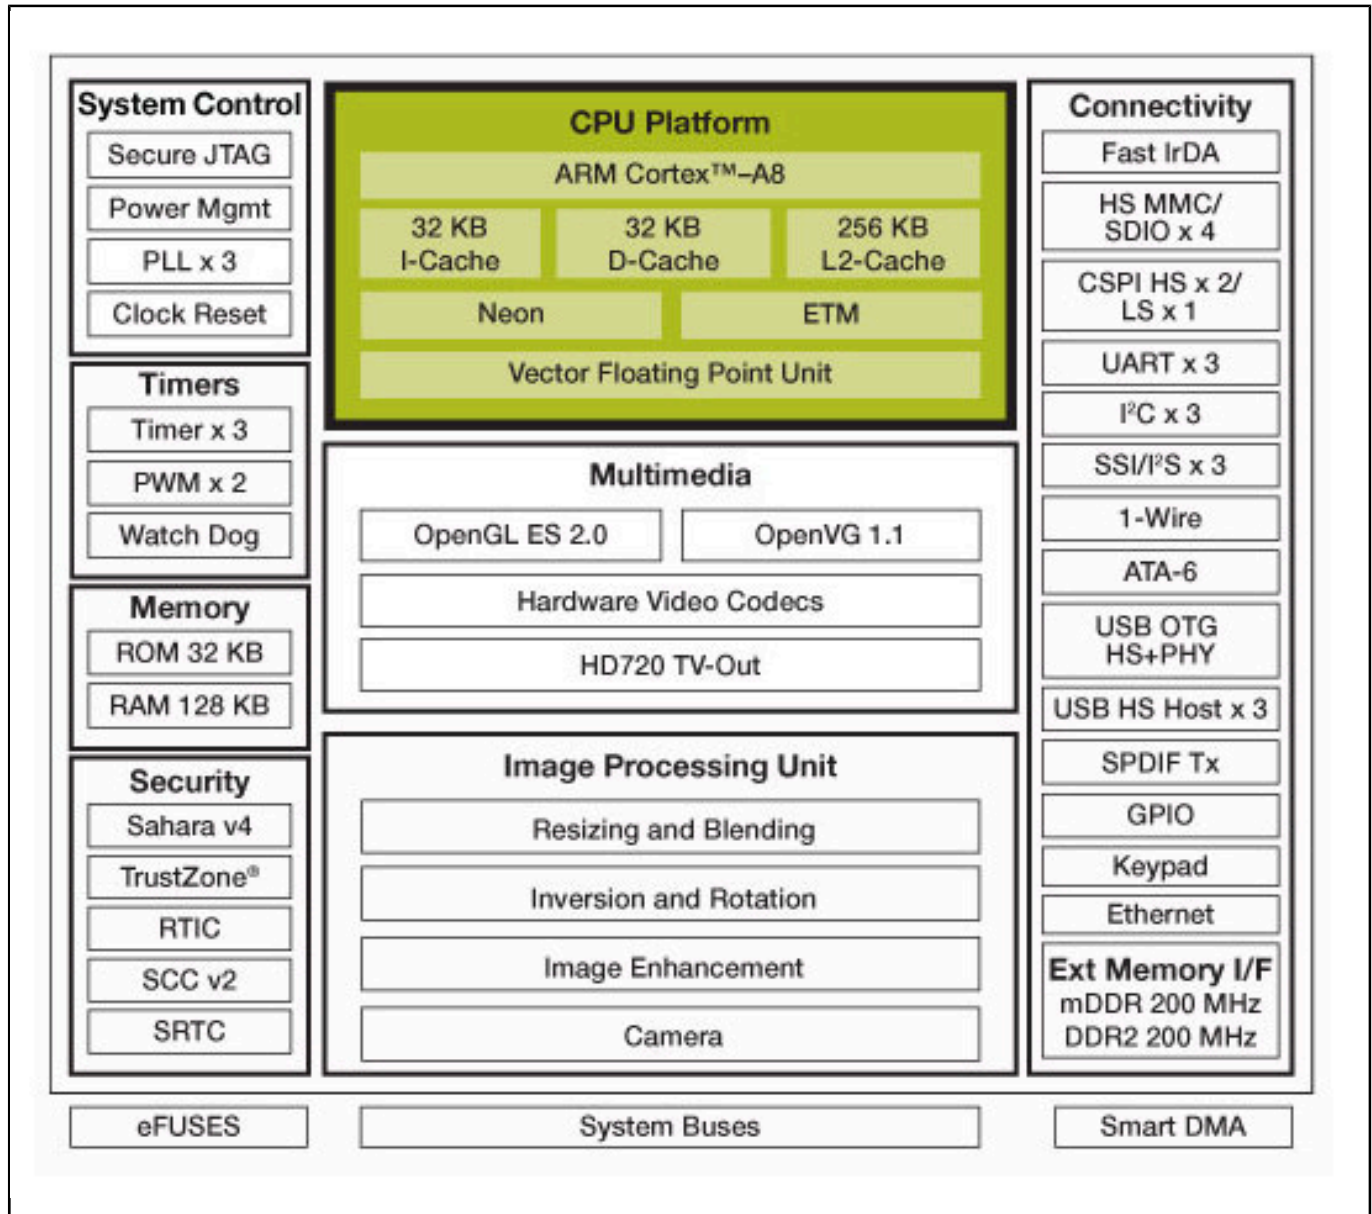 System Control
Secure JTAG
Power Mgmt
PLL x 3
Clock Reset
Timers
Timer x 3
PWM x 2
Watch Dog
Memory
ROM 32 KB
RAM 128 KB
Security
Sahara v4
TrustZone®
RTIC
SCC v2
SRTC
CPU Platform
ARM Cortex™–A8
32 KB
I-Cache
32 KB
D-Cache
256 KB
L2-Cache
Neon
ETM
Vector Floating Point Unit
Multimedia
OpenGL ES 2.0
OpenVG 1.1
Hardware Video Codecs
HD720 TV-Out
Image Processing Unit
Resizing and Blending
Inversion and Rotation
Image Enhancement
Camera
Connectivity
Fast IrDA
HS MMC/
SDIO x 4
CSPI HS x 2/
LS x 1
UART x 3
I²C x 3
SSI/I²S x 3
1-Wire
ATA-6
USB OTG
HS+PHY
USB HS Host x 3
SPDIF Tx
GPIO
Keypad
Ethernet
Ext Memory I/F
mDDR 200 MHz
DDR2 200 MHz
eFUSES
System Buses
Smart DMA